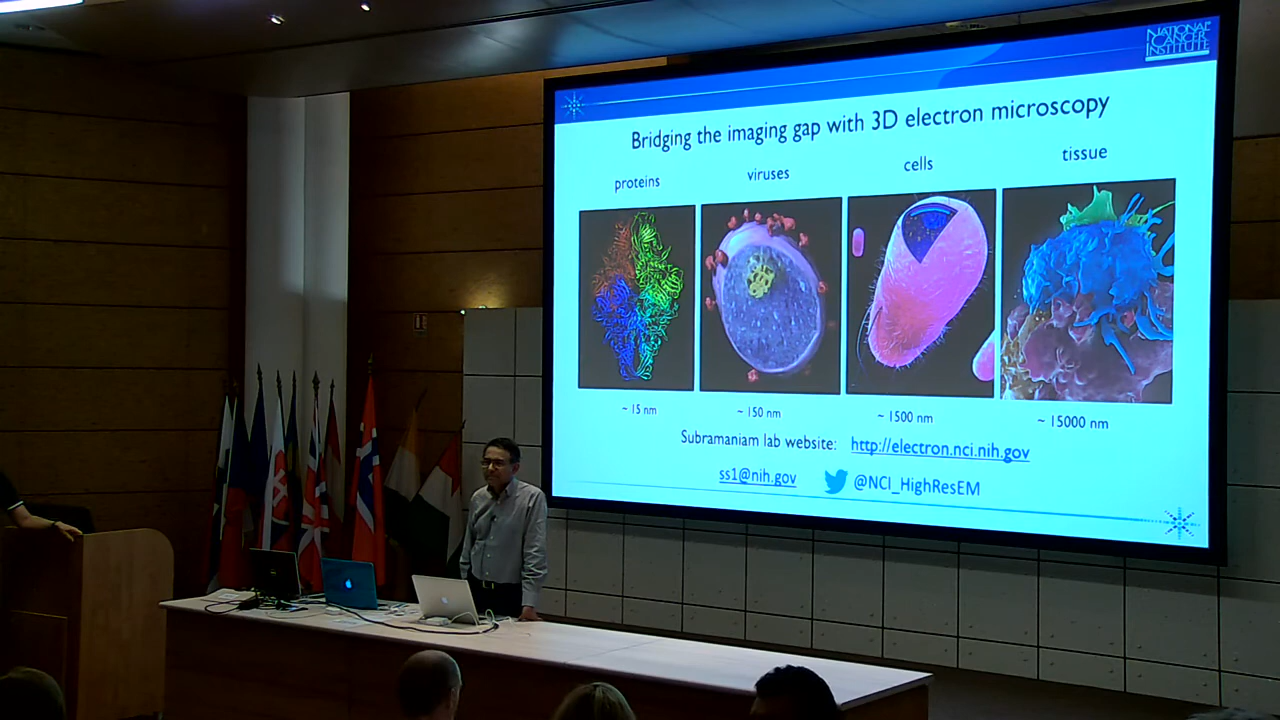 NATIONAL
CANCER
INSTITUTE
Bridging the imaging gap with 3D electron microscopy
proteins viruses cells tissue
~ 15 nm ~ 150 nm ~ 1500 nm ~ 15000 nm
Subramaniam lab website: http://electron.nci.nih.gov
ss1@nih.gov @NCI_HighResEM